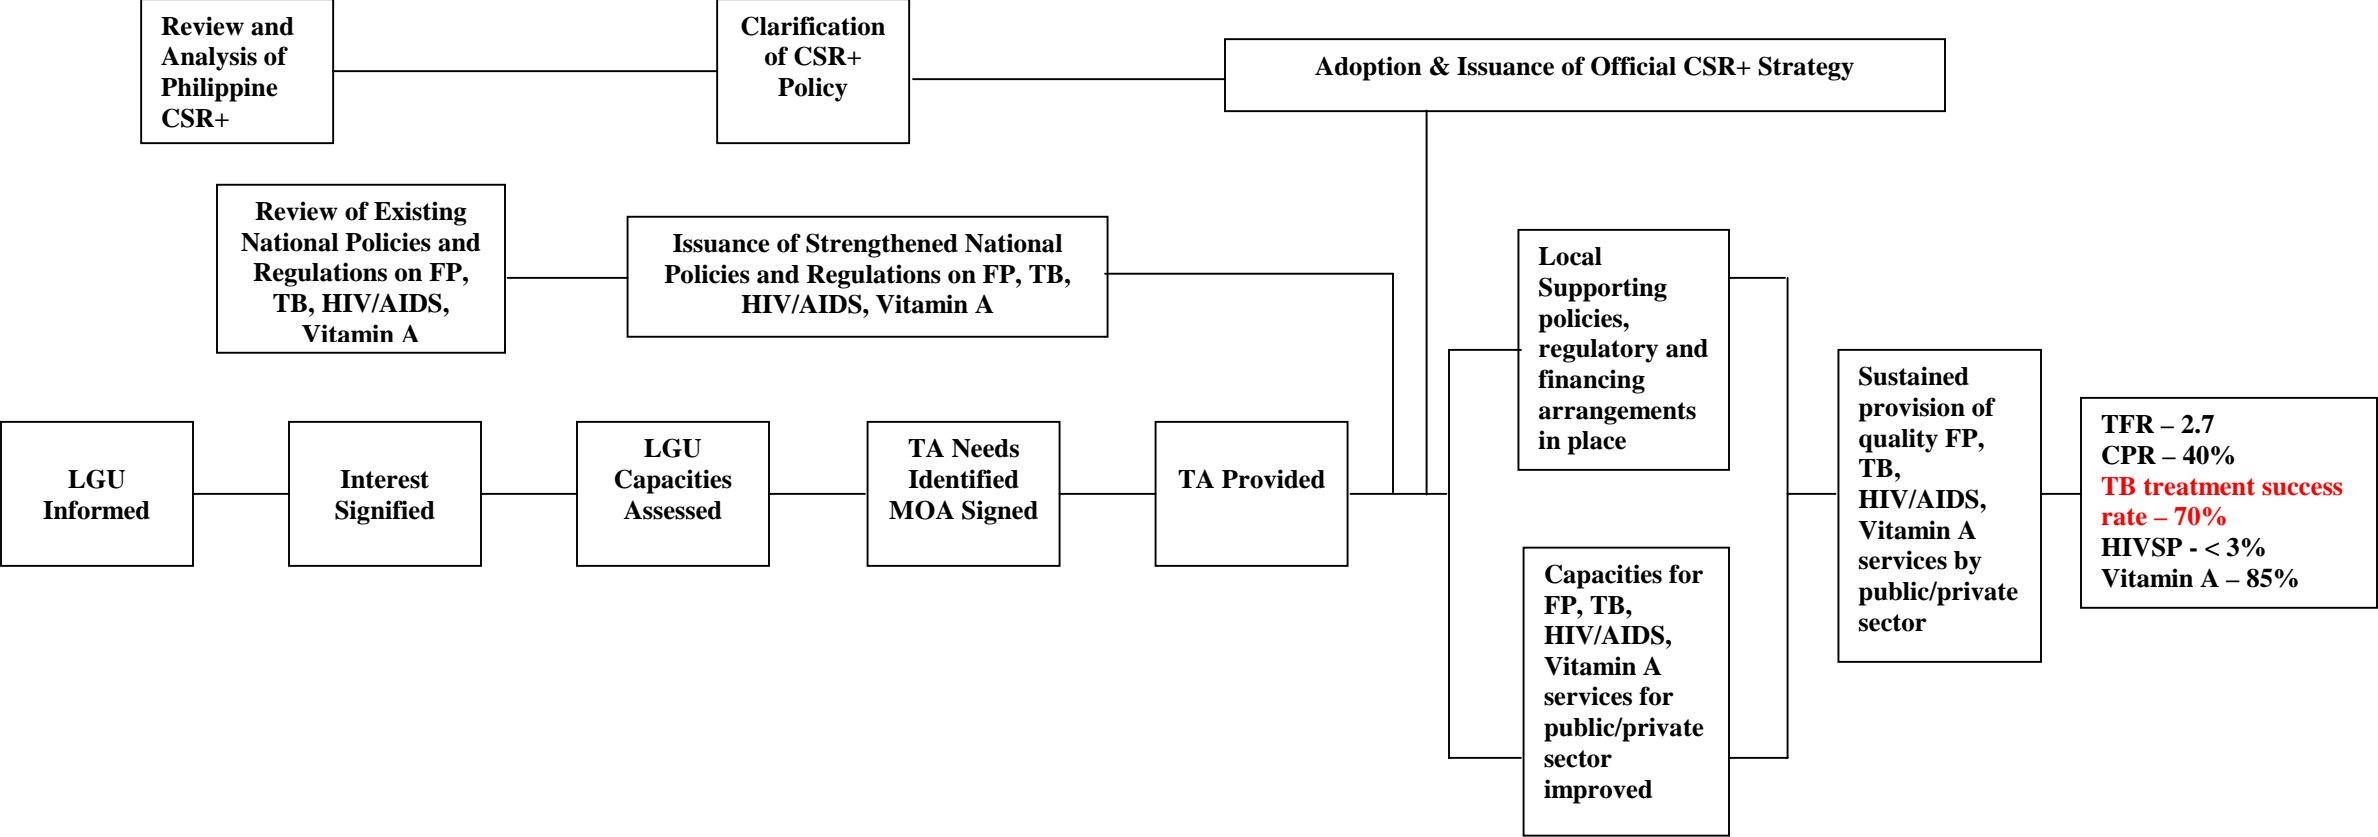 Review and
Analysis of
Philippine
CSR+
Clarification
of CSR+
Policy
Adoption & Issuance of Official CSR+ Strategy
Review of Existing
National Policies and
Regulations on FP,
TB, HIV/AIDS,
Vitamin A
Issuance of Strengthened National
Policies and Regulations on FP, TB,
HIV/AIDS, Vitamin A
LGU
Informed
Interest
Signified
LGU
Capacities
Assessed
TA Needs
Identified
MOA Signed
TA Provided
Local
Supporting
policies,
regulatory and
financing
arrangements
in place
Capacities for
FP, TB,
HIV/AIDS,
Vitamin A
services for
public/private
sector
improved
Sustained
provision of
quality FP,
TB,
HIV/AIDS,
Vitamin A
services by
public/private
sector
TFR – 2.7
CPR – 40%
TB treatment success
rate – 70%
HIVSP - < 3%
Vitamin A – 85%